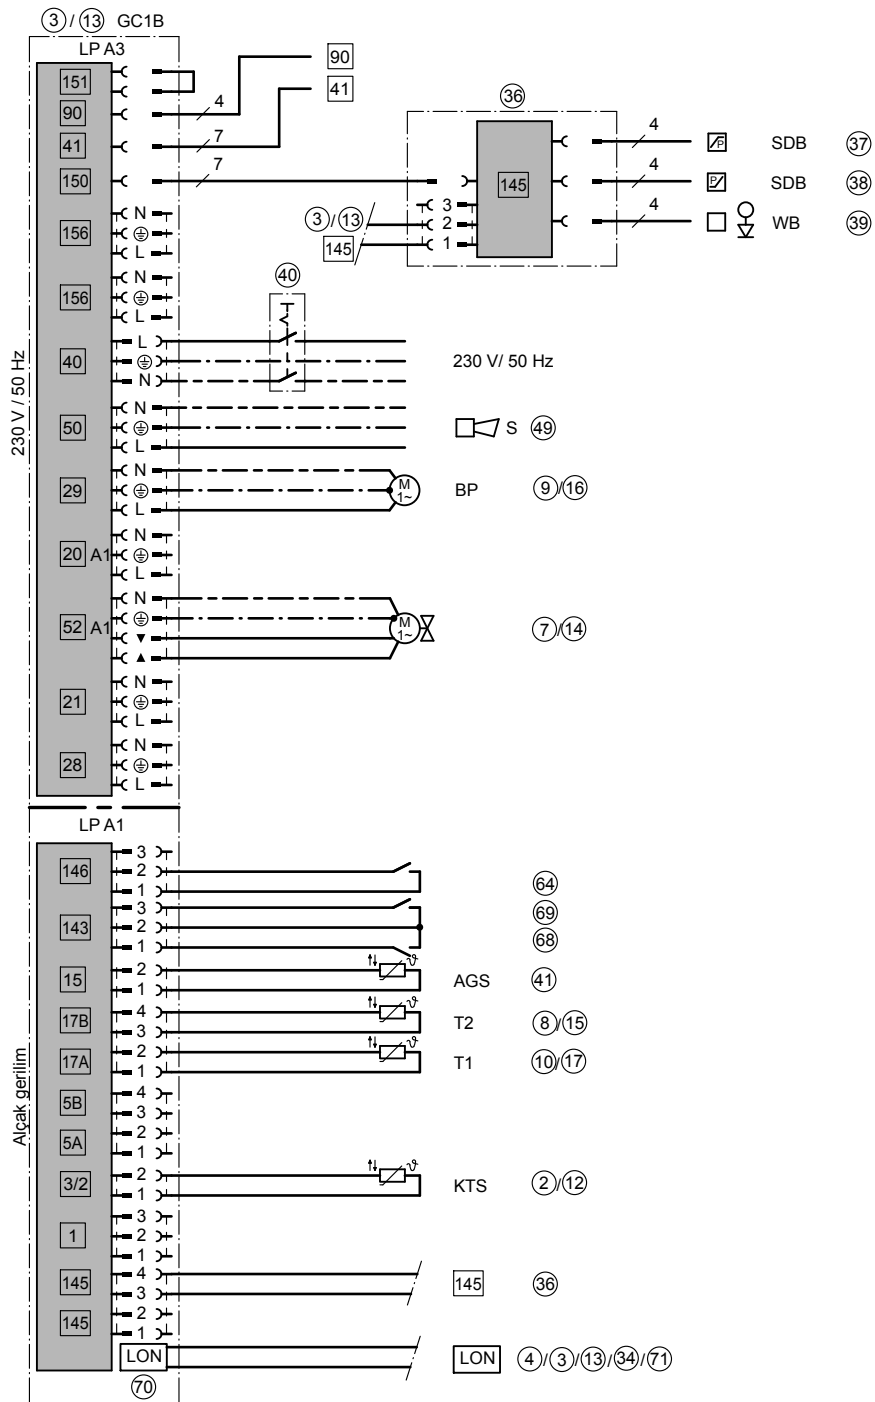 3 / 13 GC1B
LP A3
151
90
4
90
41
7
41
150
7
36
145
3
2
1
3/13
145
4
P
SDB
37
4
P
SDB
38
4
WB
39
156
N
L
156
N
L
40
230 V / 50 Hz
40
L
N
230 V/ 50 Hz
50
N
L
S
49
29
N
L
M
1~
BP
9/16
20 A1
N
L
52 A1
N
▼
▲
M
1~
7/14
21
N
L
28
N
L
LP A1
146
3
2
1
64
143
3
2
1
69
68
15
2
1
ϑ
AGS
41
17B
4
3
ϑ
T2
8/15
17A
2
1
ϑ
T1
10/17
Alçak gerilim
5B
4
3
5A
2
1
3/2
2
1
ϑ
KTS
2/12
1
3
2
1
145
4
3
145
36
145
2
1
LON
LON
4/3/13/34/71
70